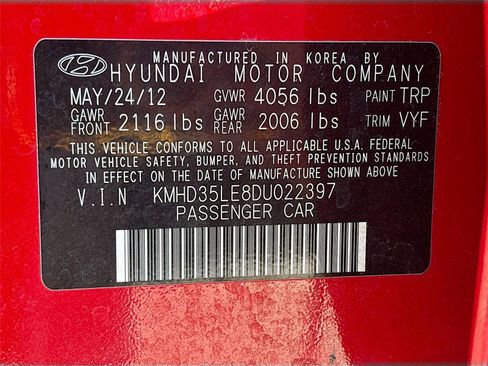 MANUFACTURED IN KOREA BY
HYUNDAI MOTOR COMPANY
MAY/24/12 GVWR 4056 lbs PAINT TRP
GAWR FRONT 2116 lbs GAWR REAR 2006 lbs TRIM VYF
THIS VEHICLE CONFORMS TO ALL APPLICABLE U.S.A. FEDERAL
MOTOR VEHICLE SAFETY, BUMPER, AND THEFT PREVENTION STANDARDS
IN EFFECT ON THE DATE OF MANUFACTURE SHOWN ABOVE
V.I.N KMHD35LE8DU022397
PASSENGER CAR